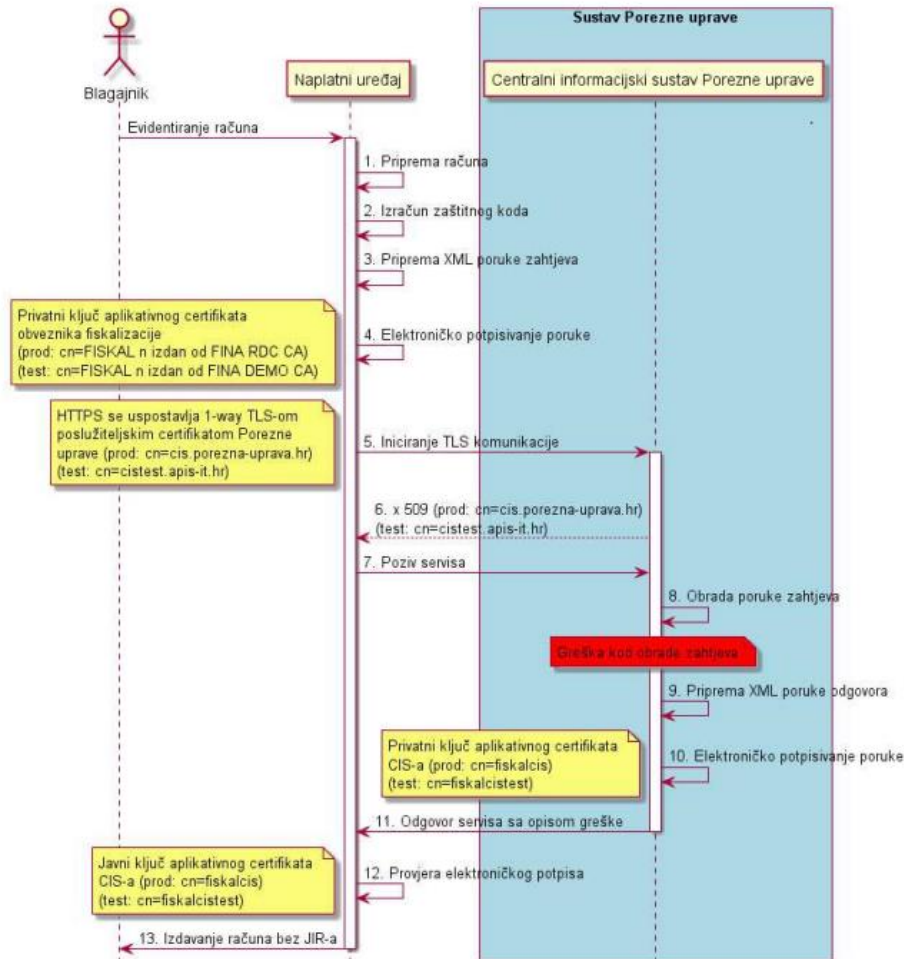 Sustav Porezne uprave
Blagajnik
Naplatni uređaj
Centralni informacijski sustav Porezne uprave
Evidentiranje računa
1. Priprema računa
2. Izračun zaštitnog koda
3. Priprema XML poruke zahtjeva
Privatni ključ aplikativnog certifikata
obveznika fiskalizacije
(prod: cn=FISKAL n izdan od FINA RDC CA)
(test: cn=FISKAL n izdan od FINA DEMO CA)
4. Elektroničko potpisivanje poruke
HTTPS se uspostavlja 1-way TLS-om
poslužiteljskim certifikatom Porezne
uprave (prod: cn=cis.porezna-uprava.hr)
(test: cn=cistest.apis-it.hr)
5. Iniciranje TLS komunikacije
6. x 509 (prod: cn=cis.porezna-uprava.hr)
(test: cn=cistest.apis-it.hr)
7. Poziv servisa
8. Obrada poruke zahtjeva
Greška kod obrade zahtjeva
9. Priprema XML poruke odgovora
Privatni ključ aplikativnog certifikata
CIS-a (prod: cn=fiskalcis)
(test: cn=fiskalcistest)
10. Elektroničko potpisivanje poruke
11. Odgovor servisa sa opisom greške
Javni ključ aplikativnog certifikata
CIS-a (prod: cn=fiskalcis)
(test: cn=fiskalcistest)
12. Provjera elektroničkog potpisa
13. Izdavanje računa bez JIR-a